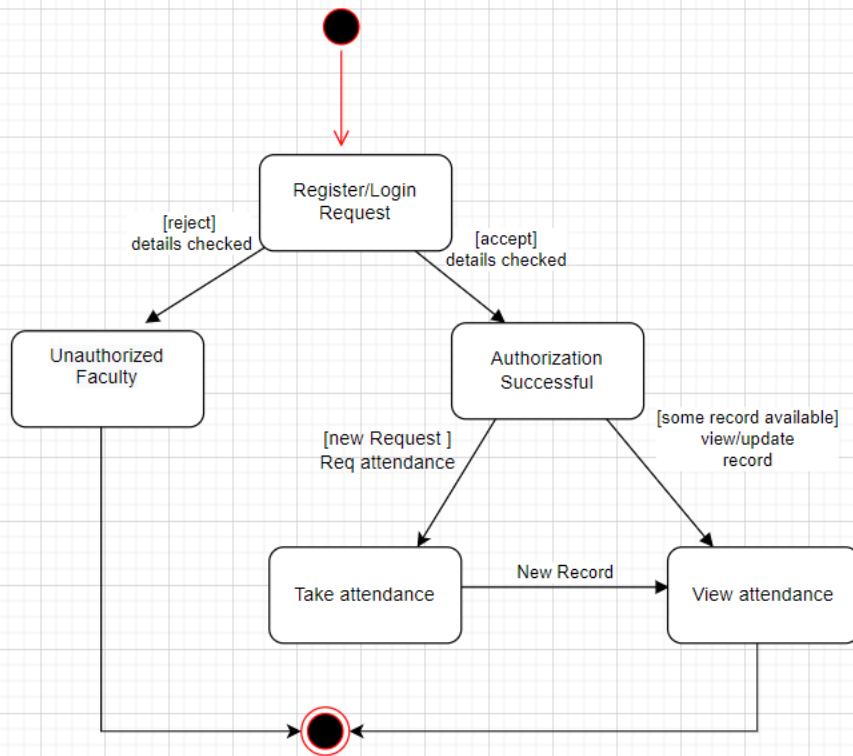 Register/Login
Request
[reject]
details checked
[accept]
details checked
Unauthorized
Faculty
Authorization
Successful
[new Request ]
Req attendance
[some record available]
view/update
record
Take attendance
New Record
View attendance